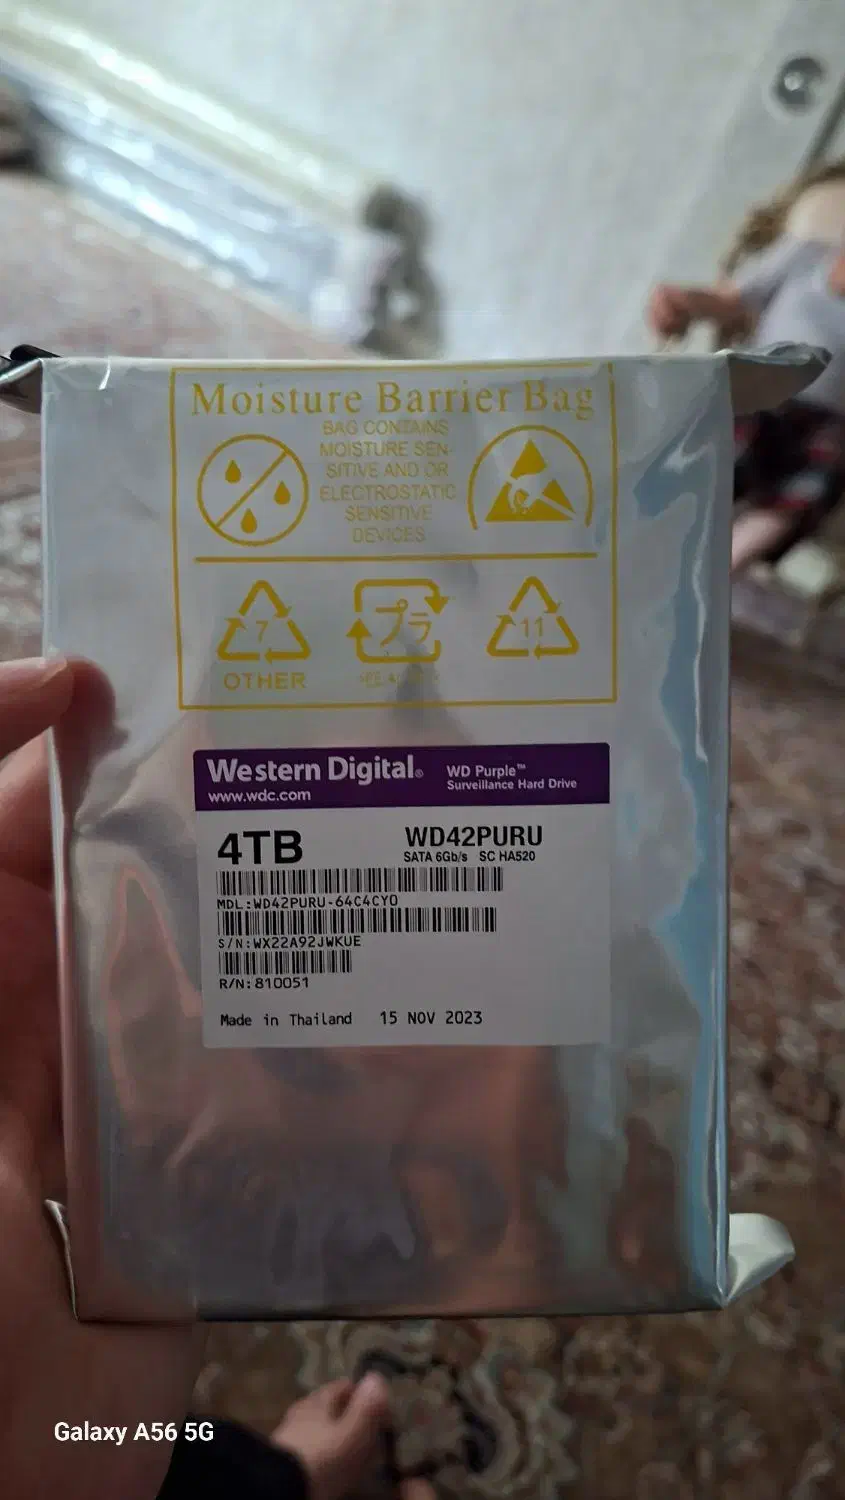 Moisture Barrier Bag
BAG CONTAINS
MOISTURE SEN-
SITIVE AND OR
ELECTROSTATIC
SENSITIVE
DEVICES
7
OTHER
プラ
11
Western Digital®
www.wdc.com
WD Purple™
Surveillance Hard Drive
4TB
WD42PURU
SATA 6Gb/s SC HA520
MDL:WD42PURU-64C4CY0
S/N:WX22A92JWKUE
R/N:810051
Made in Thailand 15 NOV 2023
Galaxy A56 5G